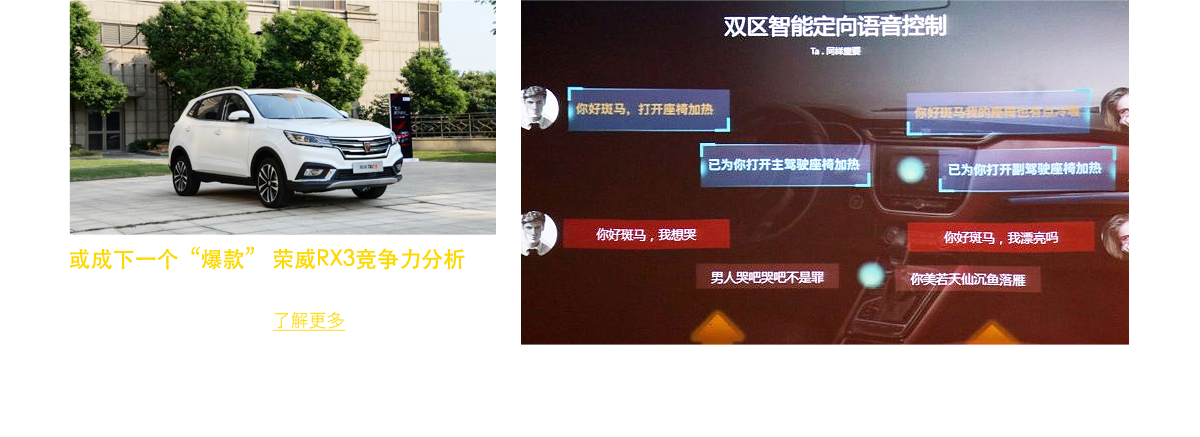 或成下一个“爆款” 荣威RX3竞争力分析
了解更多
双区智能定向语音控制
Ta，同样重要
你好斑马，打开座椅加热
你好斑马我的座椅也有点冷喔
已为你打开主驾驶座椅加热
已为你打开副驾驶座椅加热
你好斑马，我想哭
你好斑马，我漂亮吗
男人哭吧哭吧不是罪
你美若天仙沉鱼落雁